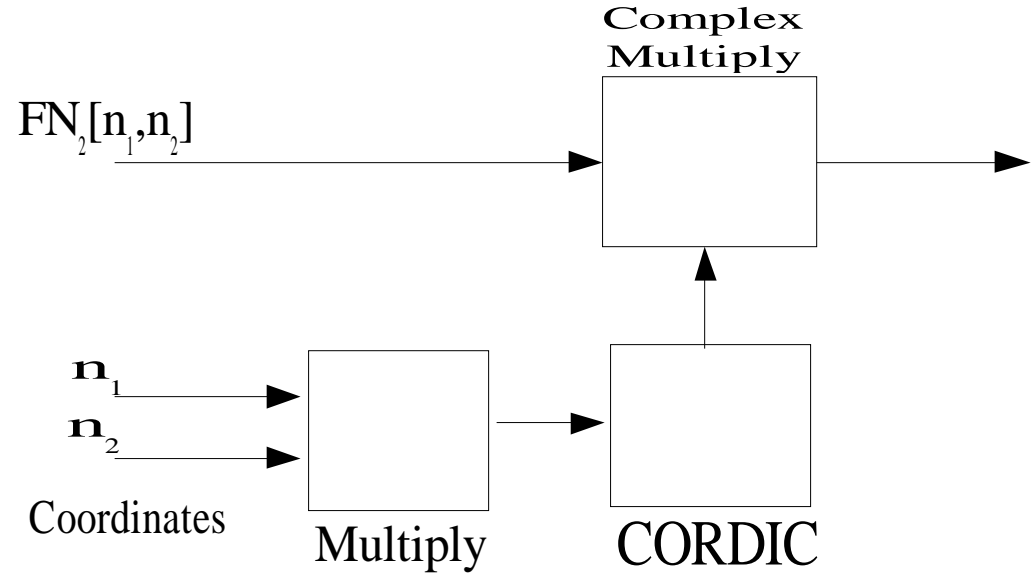 Complex
Multiply
FN₂[n₁,n₂]
n₁
n₂
Coordinates
Multiply
CORDIC